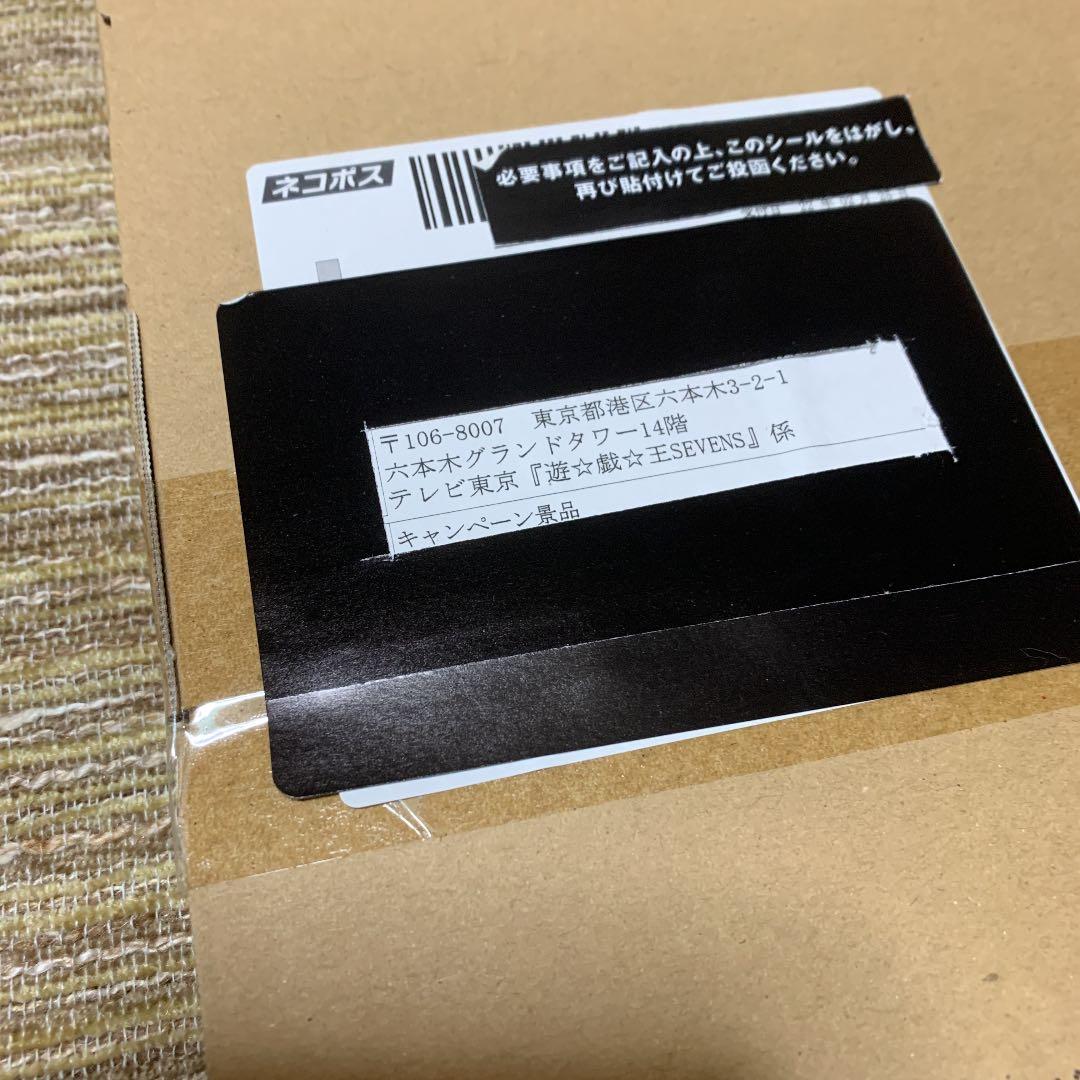 ネコポス
必要事項をご記入の上、このシールをはがし、
再び貼付けてご投函ください。
〒106-8007 東京都港区六本木3-2-1
六本木グランドタワー14階
テレビ東京『遊☆戯☆王SEVENS』係
キャンペーン景品